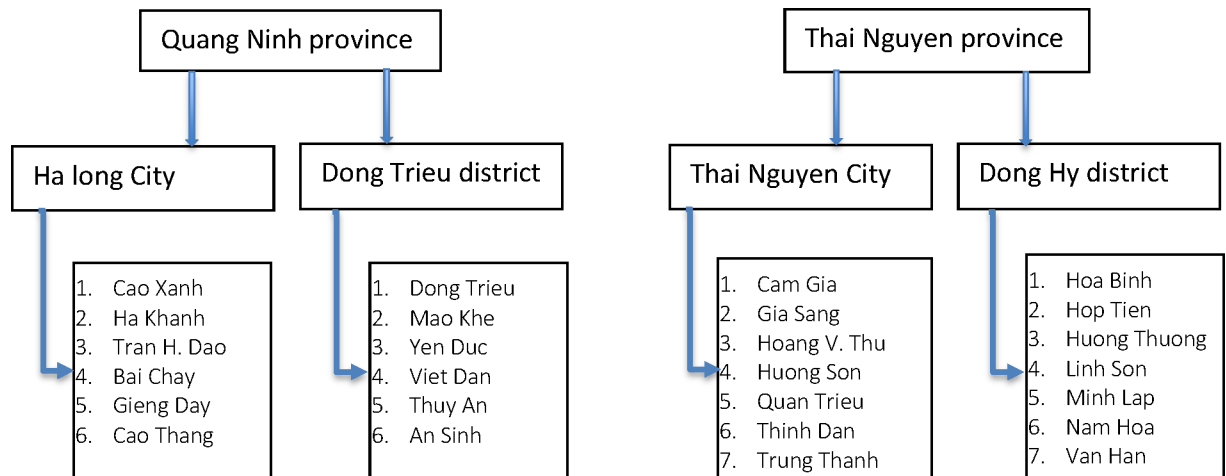 Quang Ninh province
Thai Nguyen province
Ha long City
Dong Trieu district
Thai Nguyen City
Dong Hy district
1. Cao Xanh
2. Ha Khanh
3. Tran H. Dao
4. Bai Chay
5. Gieng Day
6. Cao Thang
1. Dong Trieu
2. Mao Khe
3. Yen Duc
4. Viet Dan
5. Thuy An
6. An Sinh
1. Cam Gia
2. Gia Sang
3. Hoang V. Thu
4. Huong Son
5. Quan Trieu
6. Thinh Dan
7. Trung Thanh
1. Hoa Binh
2. Hop Tien
3. Huong Thuong
4. Linh Son
5. Minh Lap
6. Nam Hoa
7. Van Han